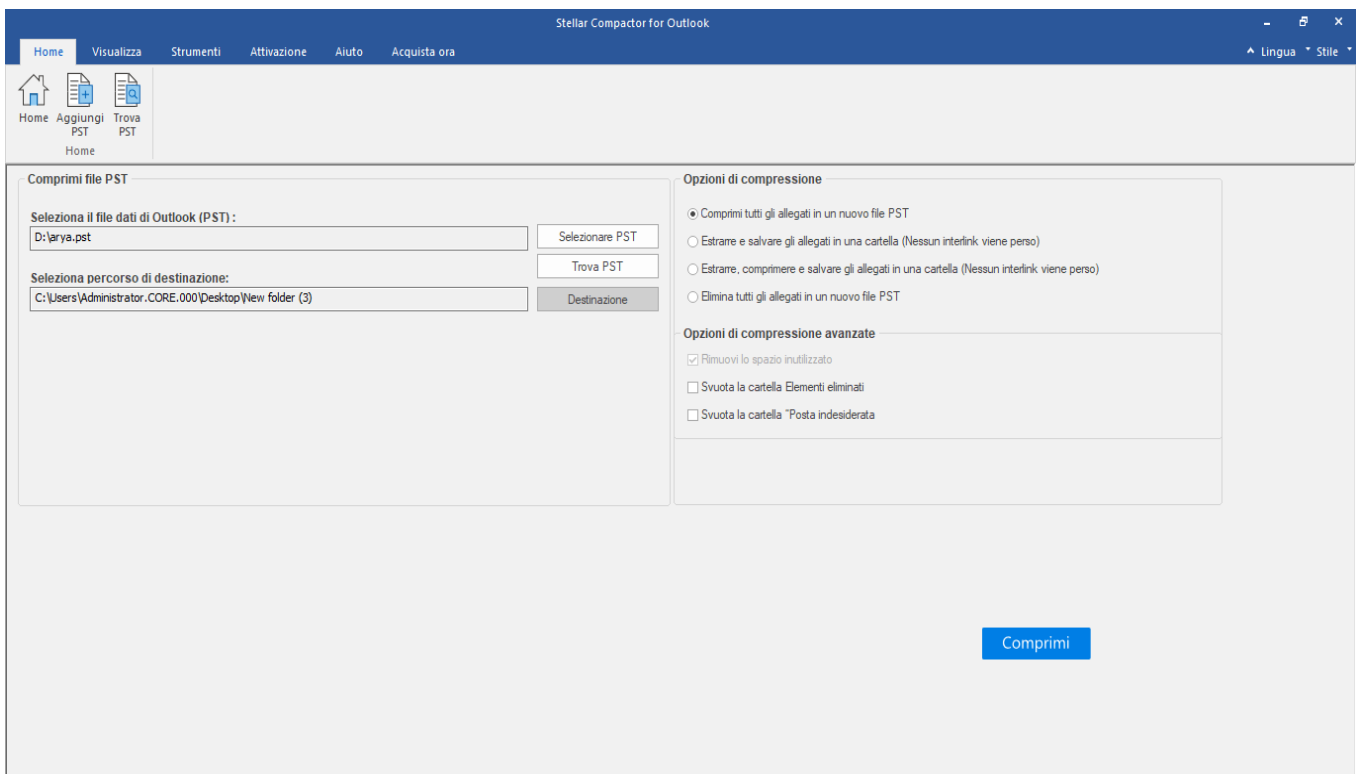 Stellar Compactor for Outlook
Home Visualizza Strumenti Attivazione Aiuto Acquista ora Lingua Stile
Home Aggiungi PST Trova PST
Home
Comprimi file PST
Seleziona il file dati di Outlook (PST) :
D:\arya.pst
Selezionare PST
Trova PST
Seleziona percorso di destinazione:
C:\Users\Administrator.CORE.000\Desktop\New folder (3)
Destinazione
Opzioni di compressione
Comprimi tutti gli allegati in un nuovo file PST
Estrarre e salvare gli allegati in una cartella (Nessun interlink viene perso)
Estrarre, comprimere e salvare gli allegati in una cartella (Nessun interlink viene perso)
Elimina tutti gli allegati in un nuovo file PST
Opzioni di compressione avanzate
Rimuovi lo spazio inutilizzato
Svuota la cartella Elementi eliminati
Svuota la cartella "Posta indesiderata
Comprimi